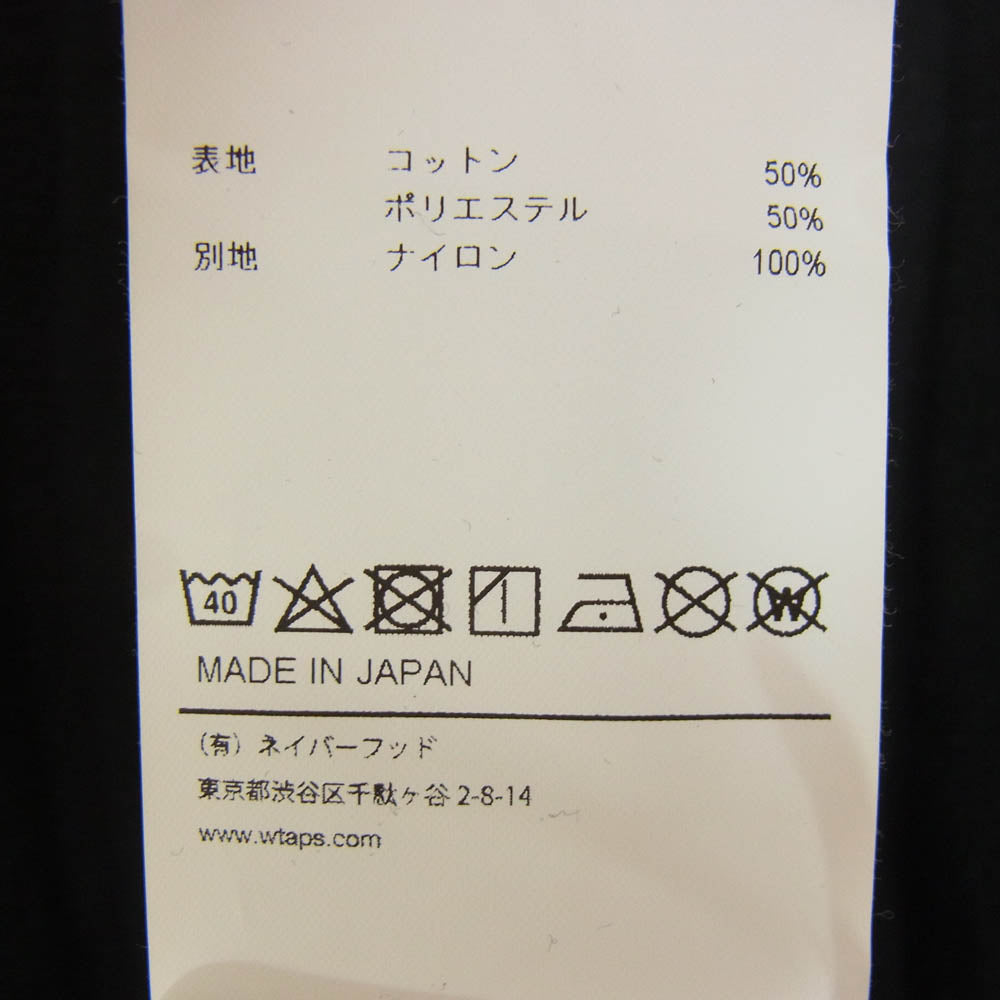 表地 コットン 50%
ポリエステル 50%
別地 ナイロン 100%
40 W
MADE IN JAPAN
(有) ネイバーフッド
東京都渋谷区千駄ヶ谷 2-8-14
www.wtaps.com